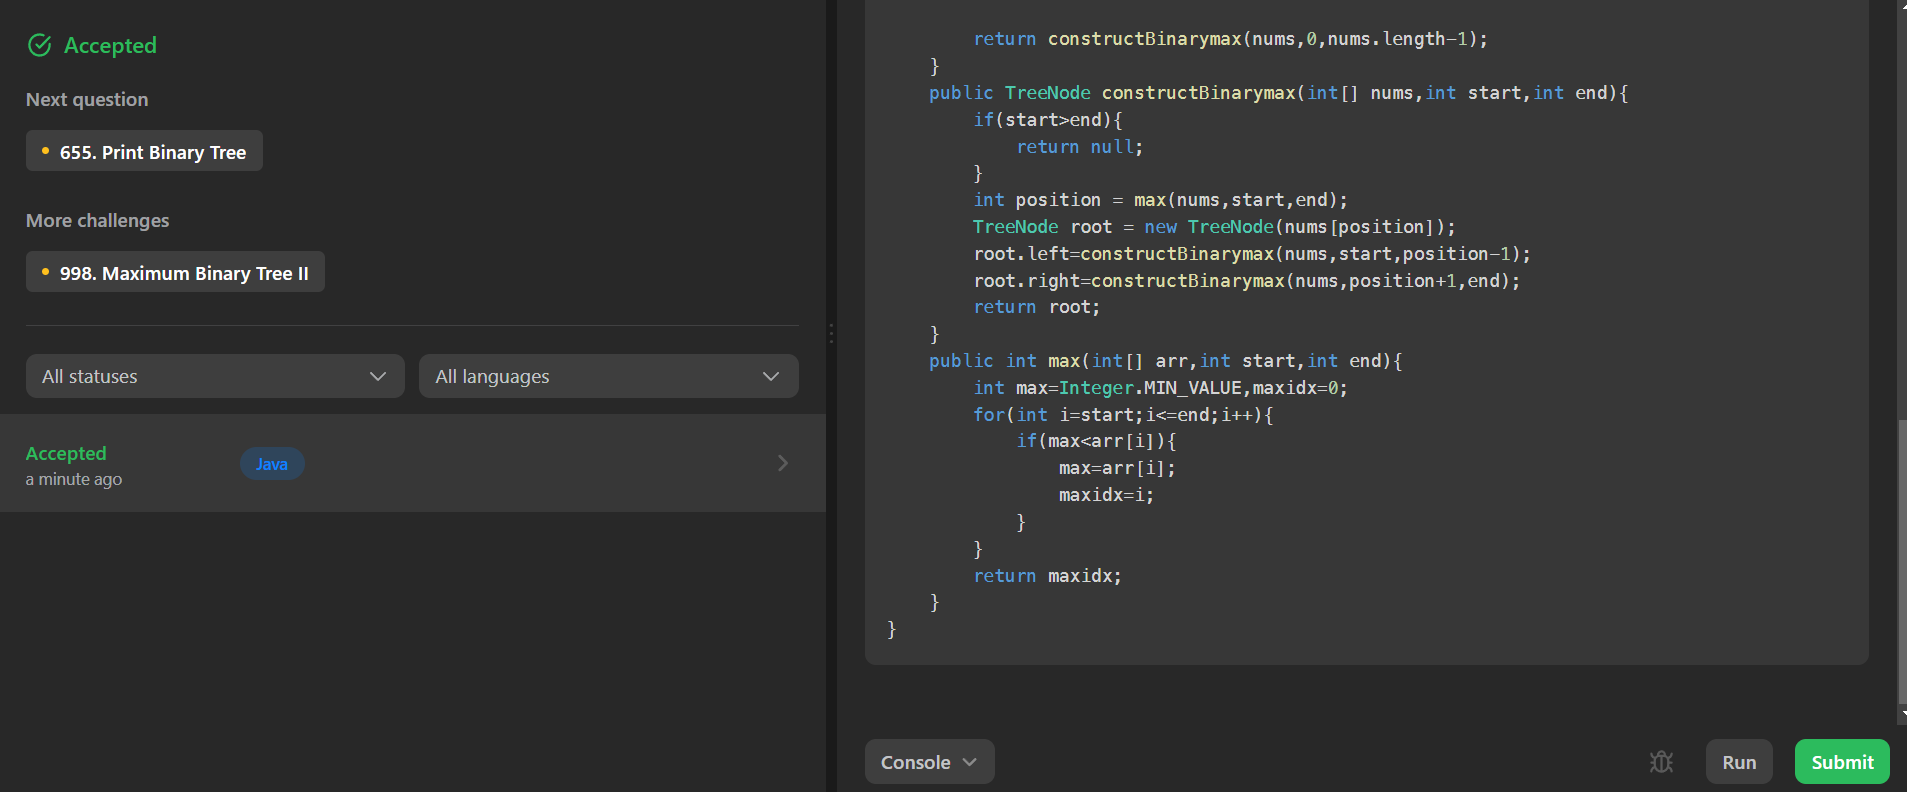 Accepted
Next question
655. Print Binary Tree
More challenges
998. Maximum Binary Tree II
All statuses
All languages
Accepted
a minute ago
Java
        return constructBinarymax(nums,0,nums.length-1);
    }
    public TreeNode constructBinarymax(int[] nums,int start,int end){
        if(start>end){
            return null;
        }
        int position = max(nums,start,end);
        TreeNode root = new TreeNode(nums[position]);
        root.left=constructBinarymax(nums,start,position-1);
        root.right=constructBinarymax(nums,position+1,end);
        return root;
    }
    public int max(int[] arr,int start,int end){
        int max=Integer.MIN_VALUE,maxidx=0;
        for(int i=start;i<=end;i++){
            if(max<arr[i]){
                max=arr[i];
                maxidx=i;
            }
        }
        return maxidx;
    }
}
Console
Run
Submit